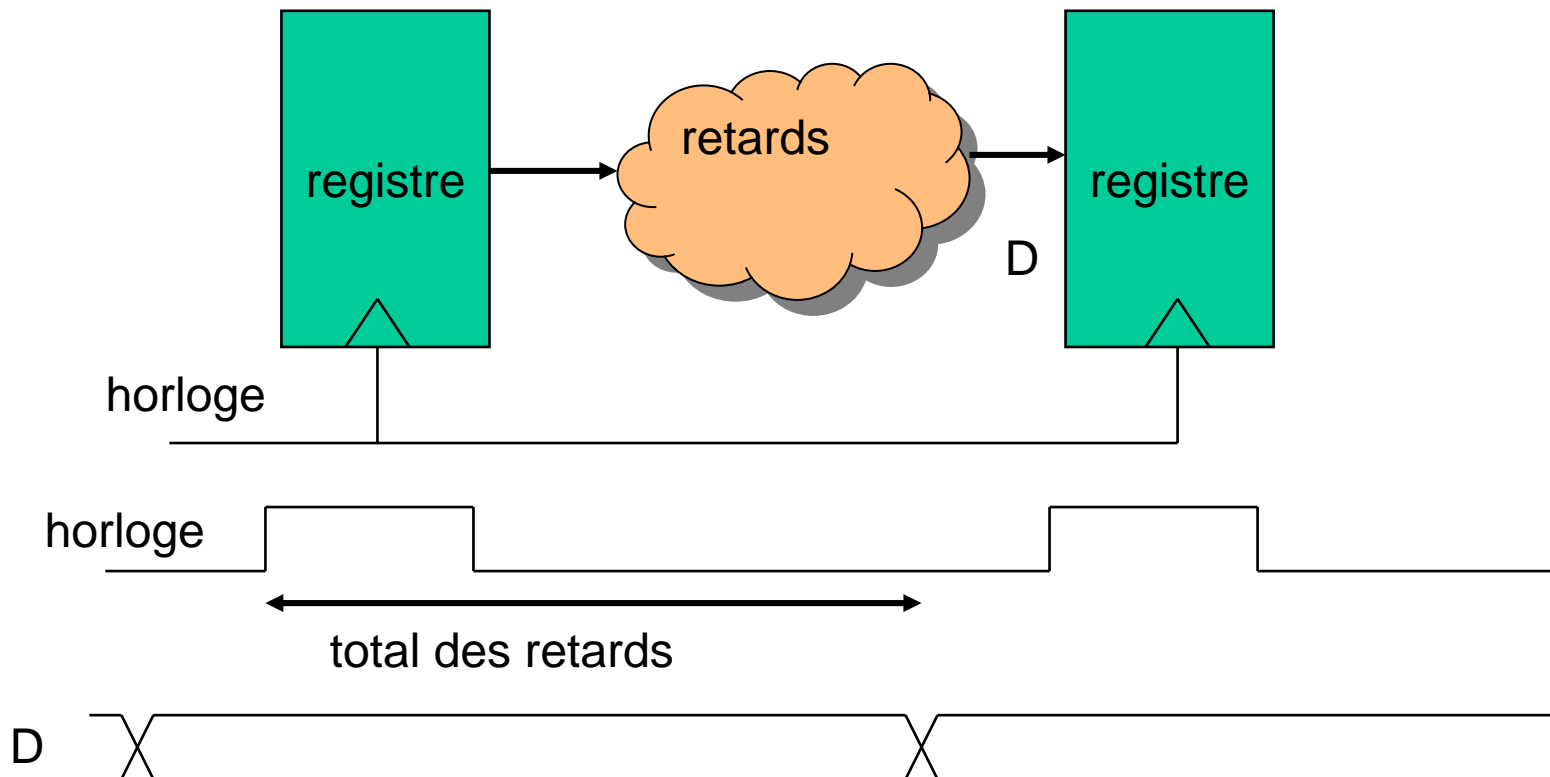 registre
retards
registre
D
horloge
horloge
total des retards
D